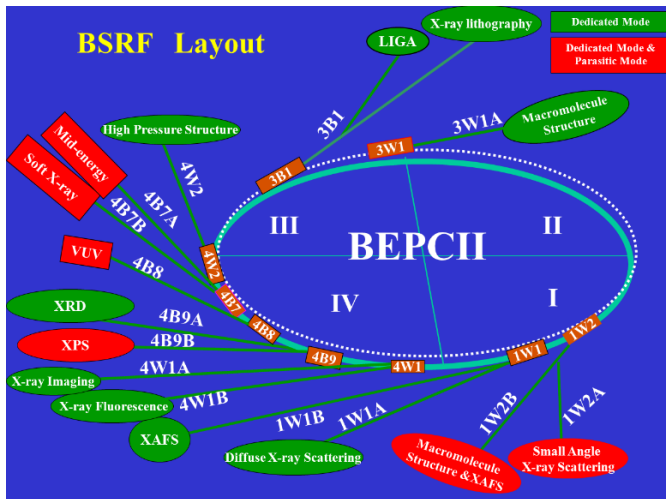 BSRF Layout
X-ray lithography
Dedicated Mode
LIGA
Dedicated Mode &
Parasitic Mode
High Pressure Structure
3B1
3W1A
Macromolecule
Structure
Mid-energy
Soft X-ray
4W2
3W1
3B1
4B7A
4B7B
III
II
VUV
4B8
4W2
BEPCII
4B7
XRD
4B9A
IV
I
4B8
1W2
XPS
4B9B
4B9
4W1
1W1
X-ray Imaging
4W1A
X-ray Fluorescence
4W1B
XAFS
1W1B
1W1A
1W2B
1W2A
Diffuse X-ray Scattering
Macromolecule
Structure &XAFS
Small Angle
X-ray Scattering